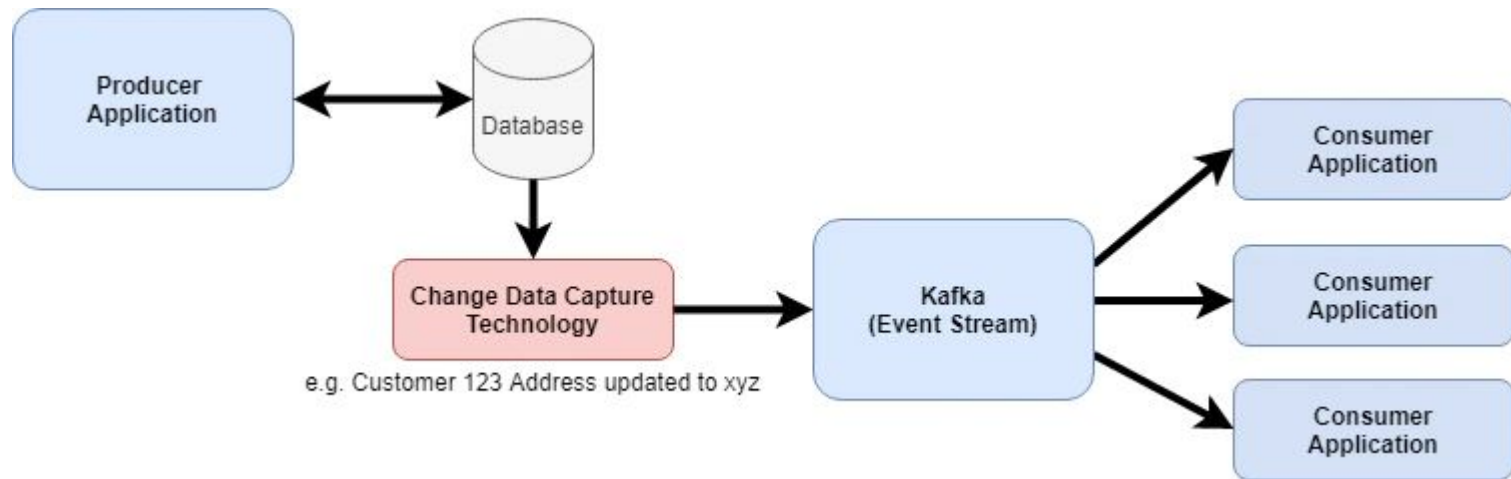 Producer
Application
Database
Change Data Capture
Technology
e.g. Customer 123 Address updated to xyz
Kafka
(Event Stream)
Consumer
Application
Consumer
Application
Consumer
Application